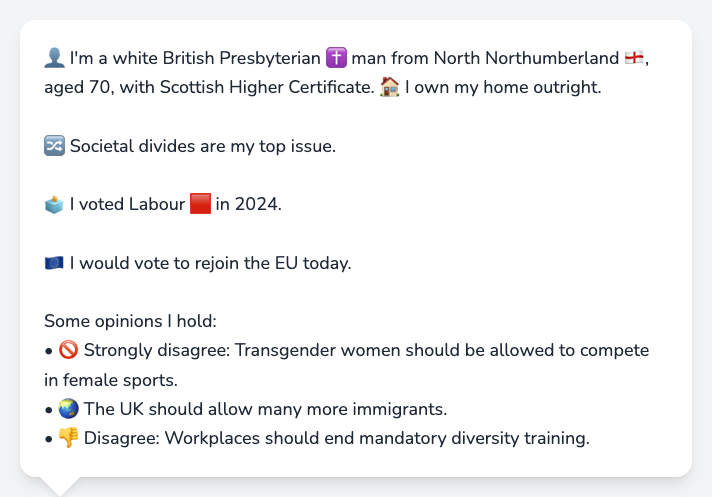 👤 I'm a white British Presbyterian ✝️ man from North Northumberland 🏴󠁧󠁢󠁥󠁮󠁧󠁿,
aged 70, with Scottish Higher Certificate. 🏠 I own my home outright.
🔀 Societal divides are my top issue.
🗳️ I voted Labour 🟥 in 2024.
🇪🇺 I would vote to rejoin the EU today.
Some opinions I hold:
• 🚫 Strongly disagree: Transgender women should be allowed to compete
in female sports.
• 🌏 The UK should allow many more immigrants.
• 👎 Disagree: Workplaces should end mandatory diversity training.